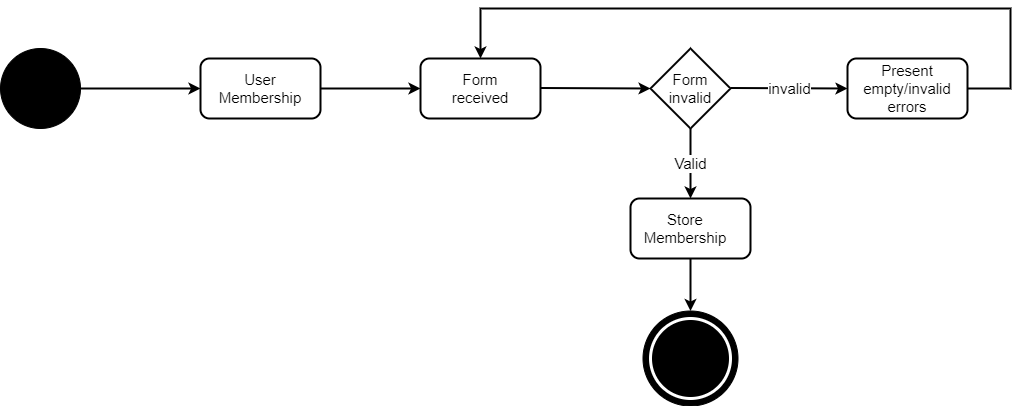 User
Membership
Form
received
Form
invalid
invalid
Present
empty/invalid
errors
Valid
Store
Membership